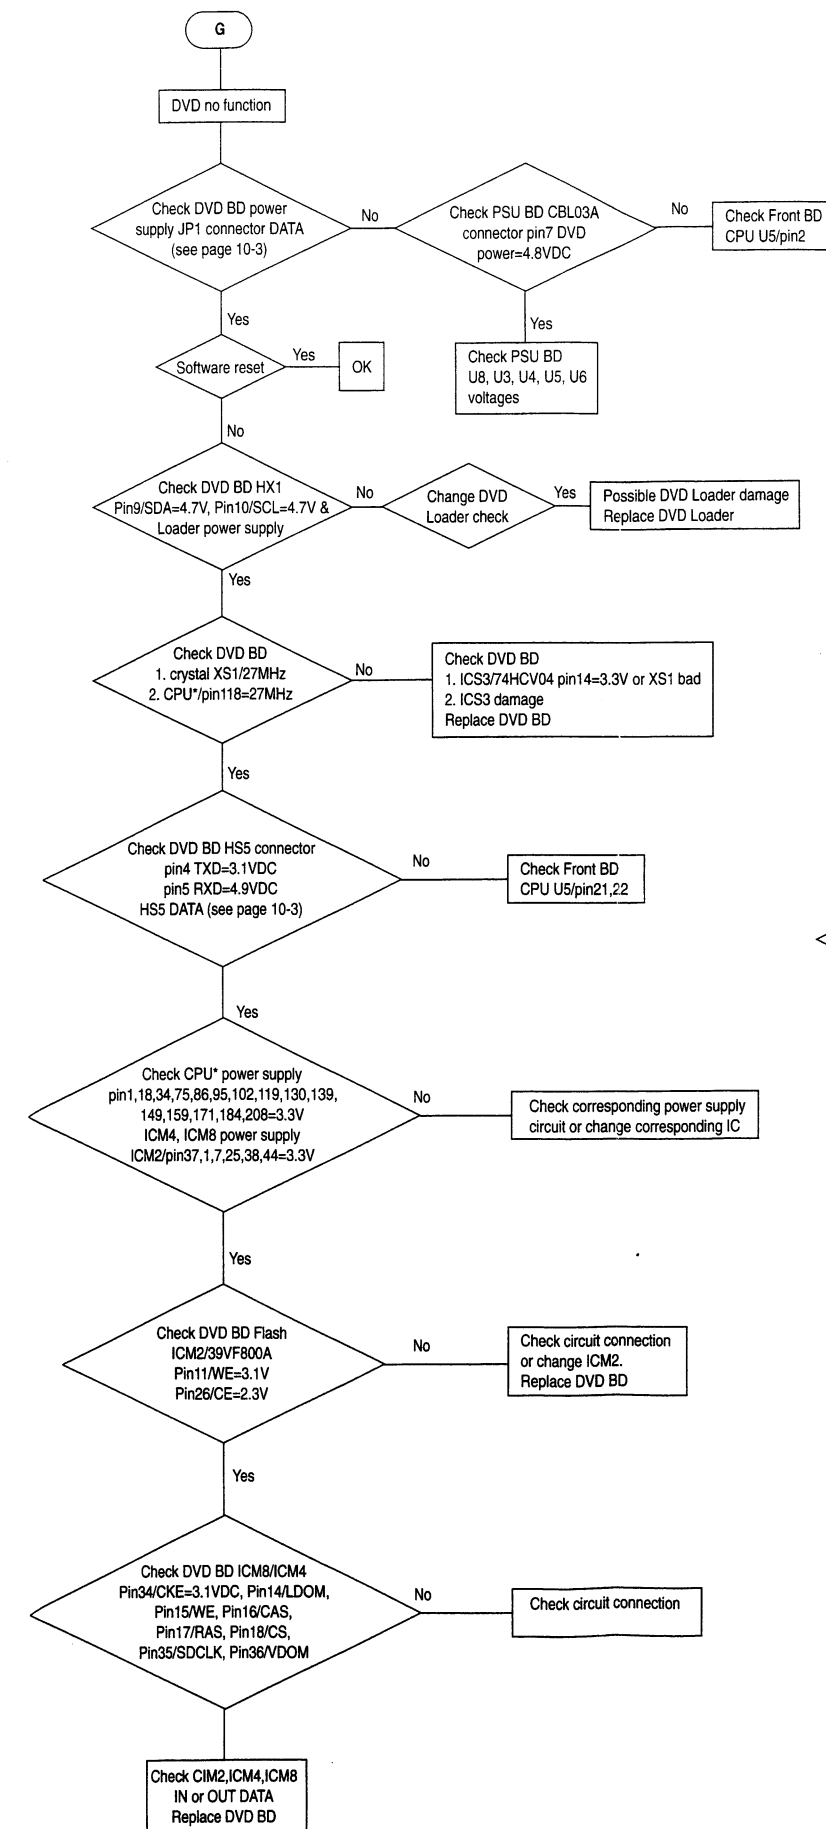 G
DVD no function
Check DVD BD power
supply JP1 connector DATA
(see page 10-3)
No
Check PSU BD CBL03A
connector pin7 DVD
power=4.8VDC
No
Check Front BD
CPU U5/pin2
Yes
Yes
Check PSU BD
U8, U3, U4, U5, U6
voltages
Software reset
Yes
OK
No
Check DVD BD HX1
Pin9/SDA=4.7V, Pin10/SCL=4.7V &
Loader power supply
No
Change DVD
Loader check
Yes
Possible DVD Loader damage
Replace DVD Loader
Yes
Check DVD BD
1. crystal XS1/27MHz
2. CPU*/pin118=27MHz
No
Check DVD BD
1. ICS3/74HCV04 pin14=3.3V or XS1 bad
2. ICS3 damage
Replace DVD BD
Yes
Check DVD BD HS5 connector
pin4 TXD=3.1VDC
pin5 RXD=4.9VDC
HS5 DATA (see page 10-3)
No
Check Front BD
CPU U5/pin21,22
Yes
Check CPU* power supply
pin1,18,34,75,86,95,102,119,130,139,
149,159,171,184,208=3.3V
ICM4, ICM8 power supply
ICM2/pin37,1,7,25,38,44=3.3V
No
Check corresponding power supply
circuit or change corresponding IC
Yes
Check DVD BD Flash
ICM2/39VF800A
Pin11/WE=3.1V
Pin26/CE=2.3V
No
Check circuit connection
or change ICM2.
Replace DVD BD
Yes
Check DVD BD ICM8/ICM4
Pin34/CKE=3.1VDC, Pin14/LDOM,
Pin15/WE, Pin16/CAS,
Pin17/RAS, Pin18/CS,
Pin35/SDCLK, Pin36/VDOM
No
Check circuit connection
Check CIM2,ICM4,ICM8
IN or OUT DATA
Replace DVD BD